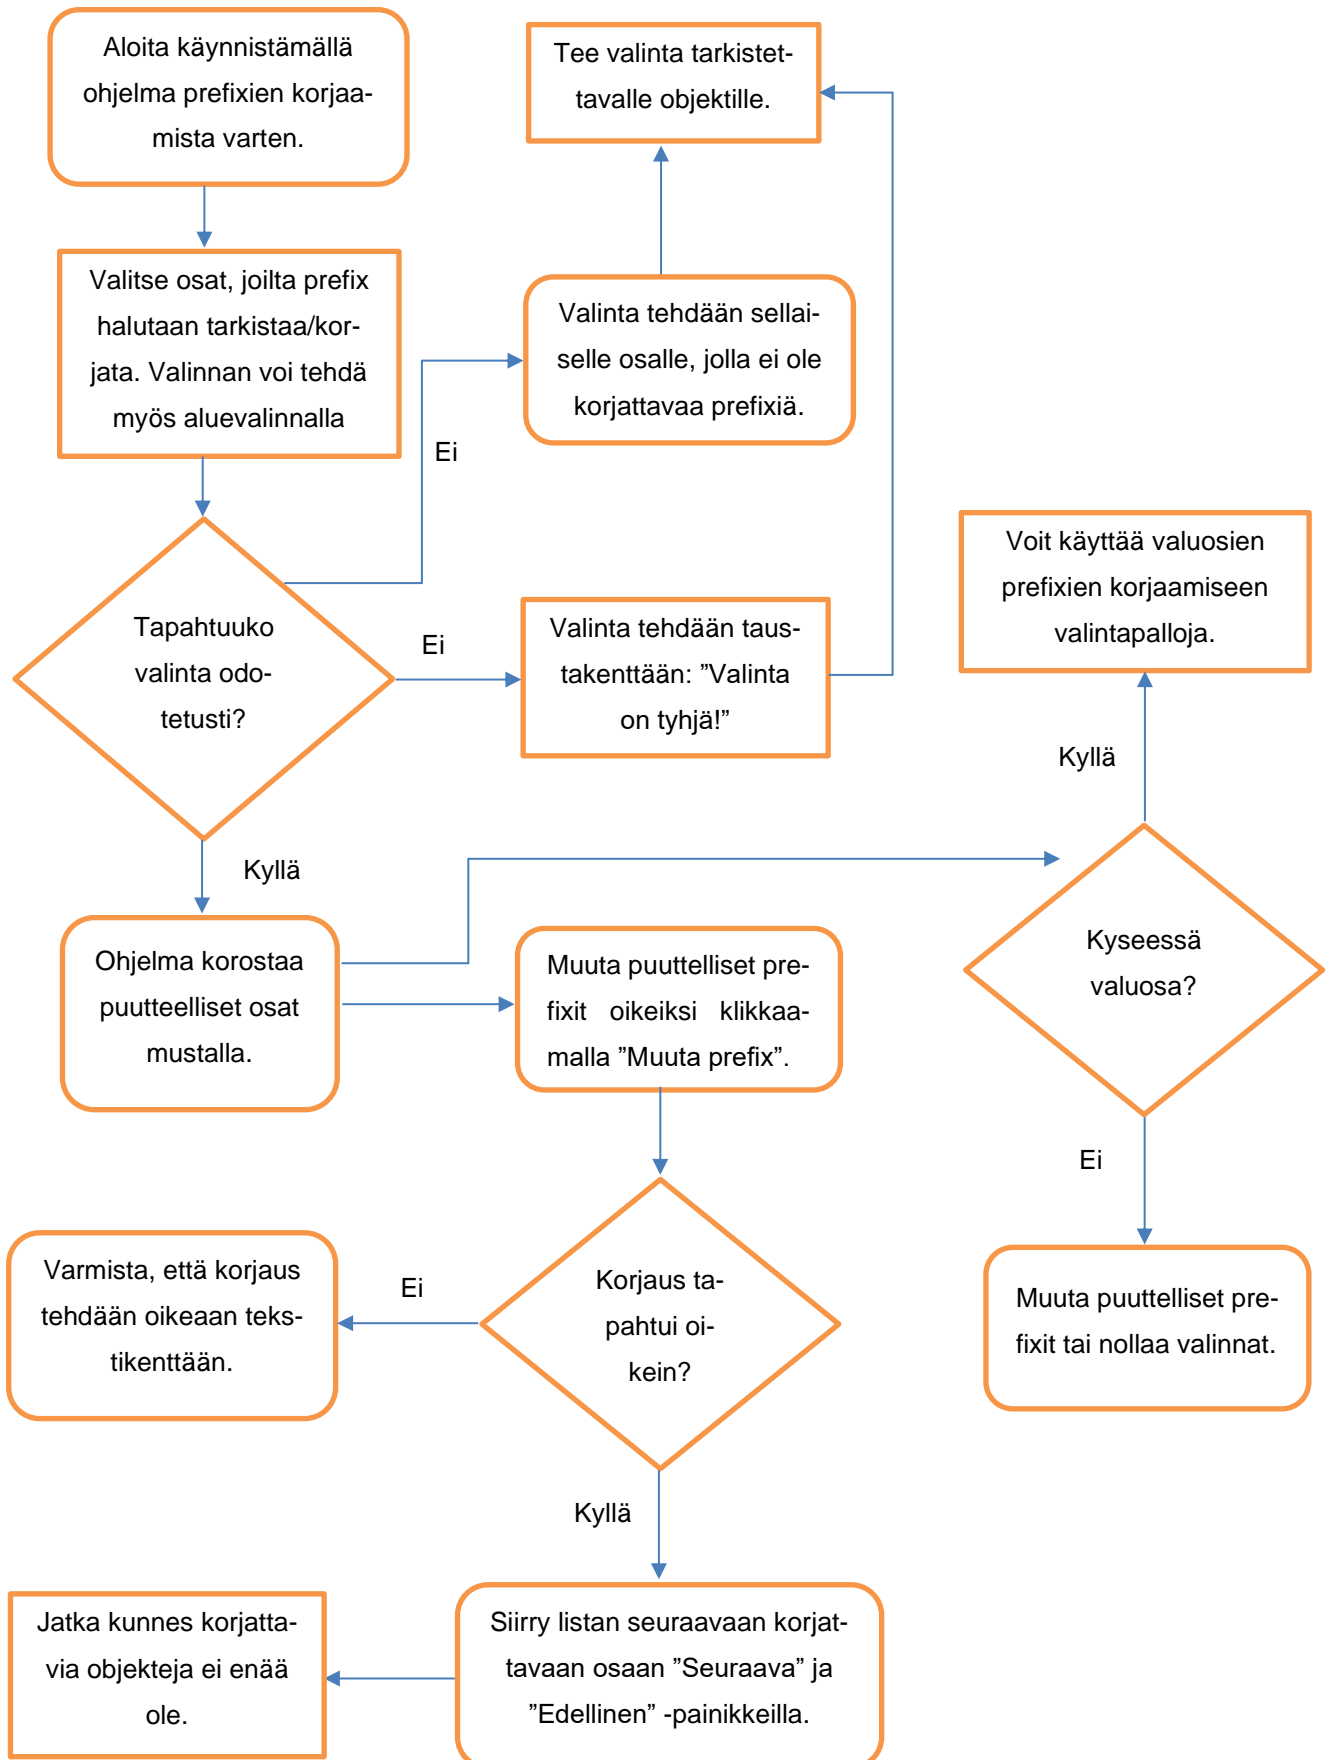 Aloita käynnistämällä
ohjelma prefixien korjaa-
mista varten.
Tee valinta tarkistet-
tavalle objektille.
Valitse osat, joilta prefix
halutaan tarkistaa/kor-
jata. Valinnan voi tehdä
myös aluevalinnalla
Valinta tehdään sellai-
selle osalle, jolla ei ole
korjattavaa prefixiä.
Ei
Tapahtuuko
valinta odo-
tetusti?
Ei
Valinta tehdään taus-
takenttään: ”Valinta
on tyhjä!”
Voit käyttää valuosien
prefixien korjaamiseen
valintapalloja.
Kyllä
Kyllä
Ohjelma korostaa
puutteelliset osat
mustalla.
Muuta puuttelliset pre-
fixit oikeiksi klikkaa-
malla ”Muuta prefix”.
Kyseessä
valuosa?
Ei
Varmista, että korjaus
tehdään oikeaan teks-
tikenttään.
Ei
Korjaus ta-
pahtui oi-
kein?
Muuta puuttelliset pre-
fixit tai nollaa valinnat.
Kyllä
Jatka kunnes korjatta-
via objekteja ei enää
ole.
Siirry listan seuraavaan korjat-
tavaan osaan ”Seuraava” ja
”Edellinen” -painikkeilla.